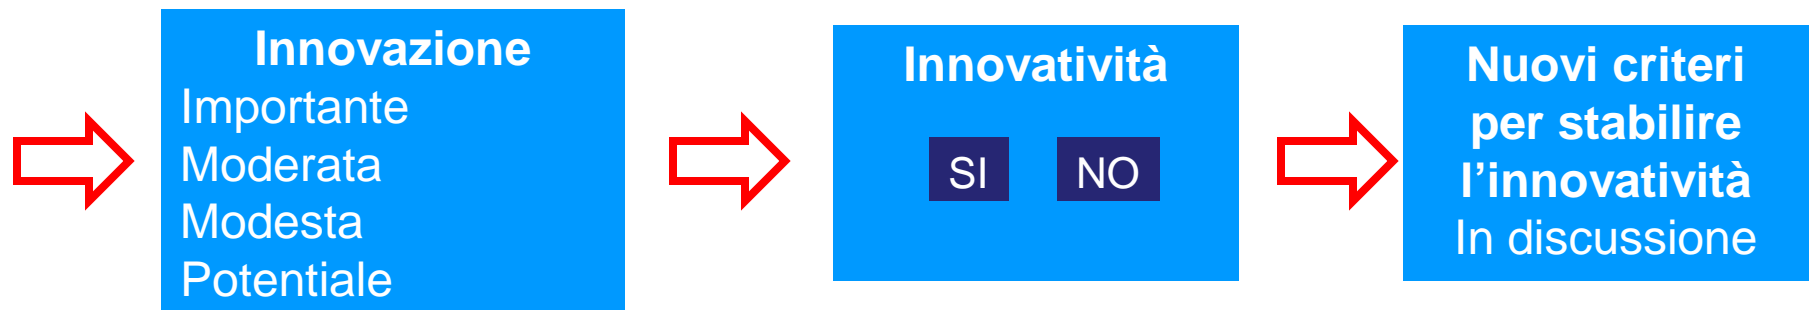 Innovazione
Importante
Moderata
Modesta
Potentiale
Innovatività
SI NO
Nuovi criteri
per stabilire
l’innovatività
In discussione